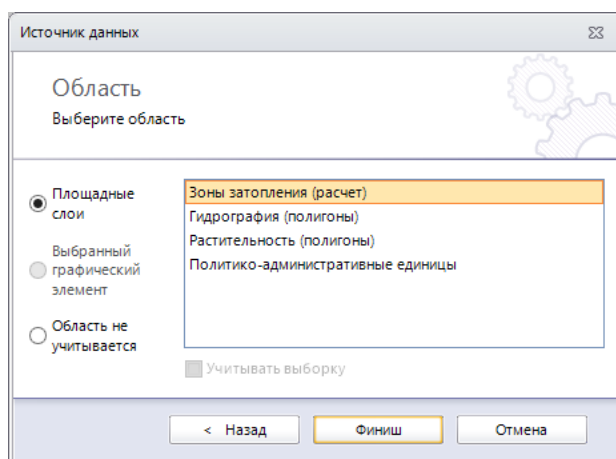 Источник данных
Область
Выберите область
Площадные
слои
Выбранный
графический
элемент
Область не
учитывается
Зоны затопления (расчет)
Гидрография (полигоны)
Растительность (полигоны)
Политико-административные единицы
Учитывать выборку
< Назад
Финиш
Отмена